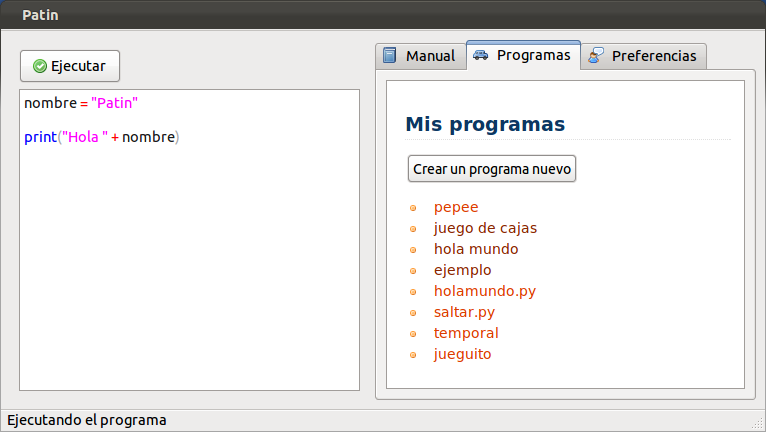 Patin
Ejecutar
nombre = "Patin"
print("Hola " + nombre)
Manual
Programas
Preferencias
Mis programas
Crear un programa nuevo
pepee
juego de cajas
hola mundo
ejemplo
holamundo.py
saltar.py
temporal
jueguito
Ejecutando el programa